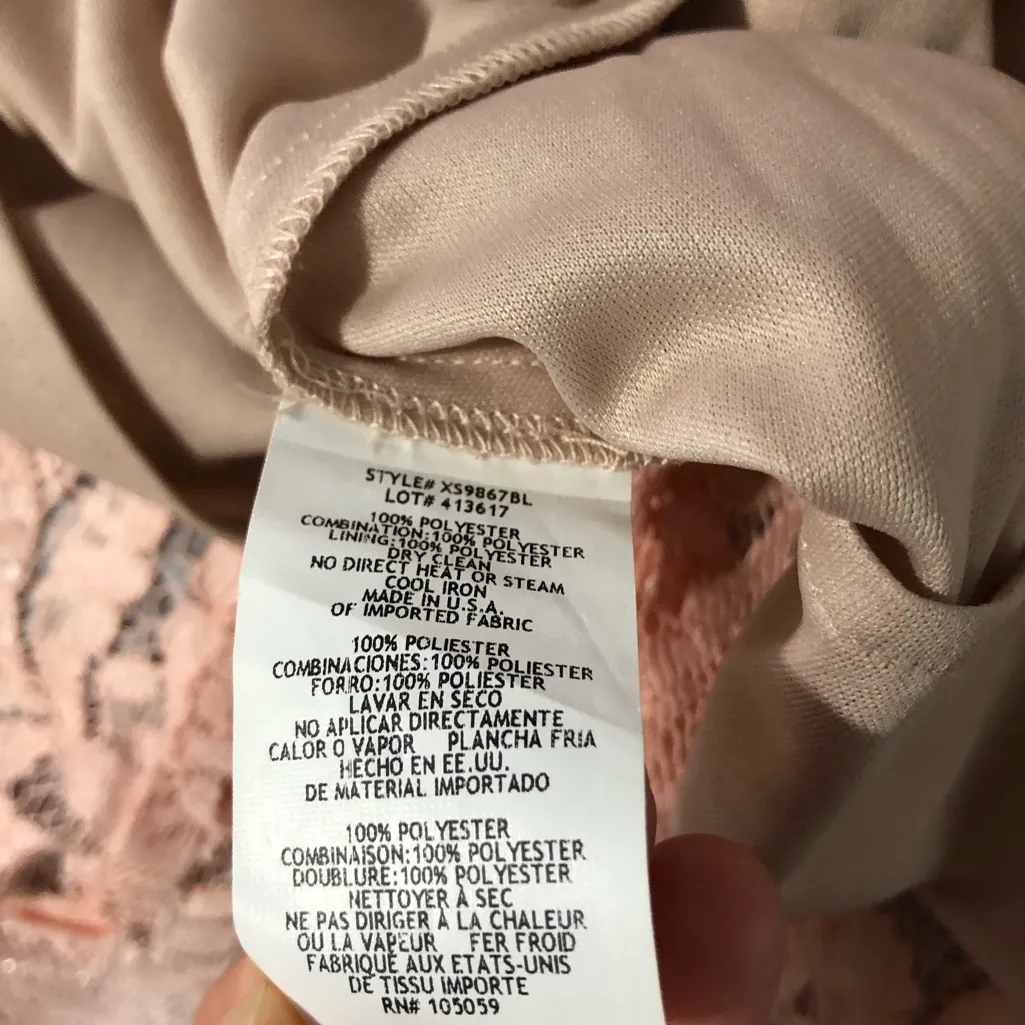 STYLE# XS9867BL
LOT# 413617
100% POLYESTER
COMBINATION:100% POLYESTER
LINING:100% POLYESTER
DRY CLEAN
NO DIRECT HEAT OR STEAM
COOL IRON
MADE IN U.S.A.
OF IMPORTED FABRIC
100% POLIESTER
COMBINACIONES:100% POLIESTER
FORRO:100% POLIESTER
LAVAR EN SECO
NO APLICAR DIRECTAMENTE
CALOR O VAPOR PLANCHA FRIA
HECHO EN EE.UU.
DE MATERIAL IMPORTADO
100% POLYESTER
COMBINAISON:100% POLYESTER
DOUBLURE:100% POLYESTER
NETTOYER À SEC
NE PAS DIRIGER À LA CHALEUR
OU LA VAPEUR FER FROID
FABRIQUÉ AUX ETATS-UNIS
DE TISSU IMPORTE
RN# 105059